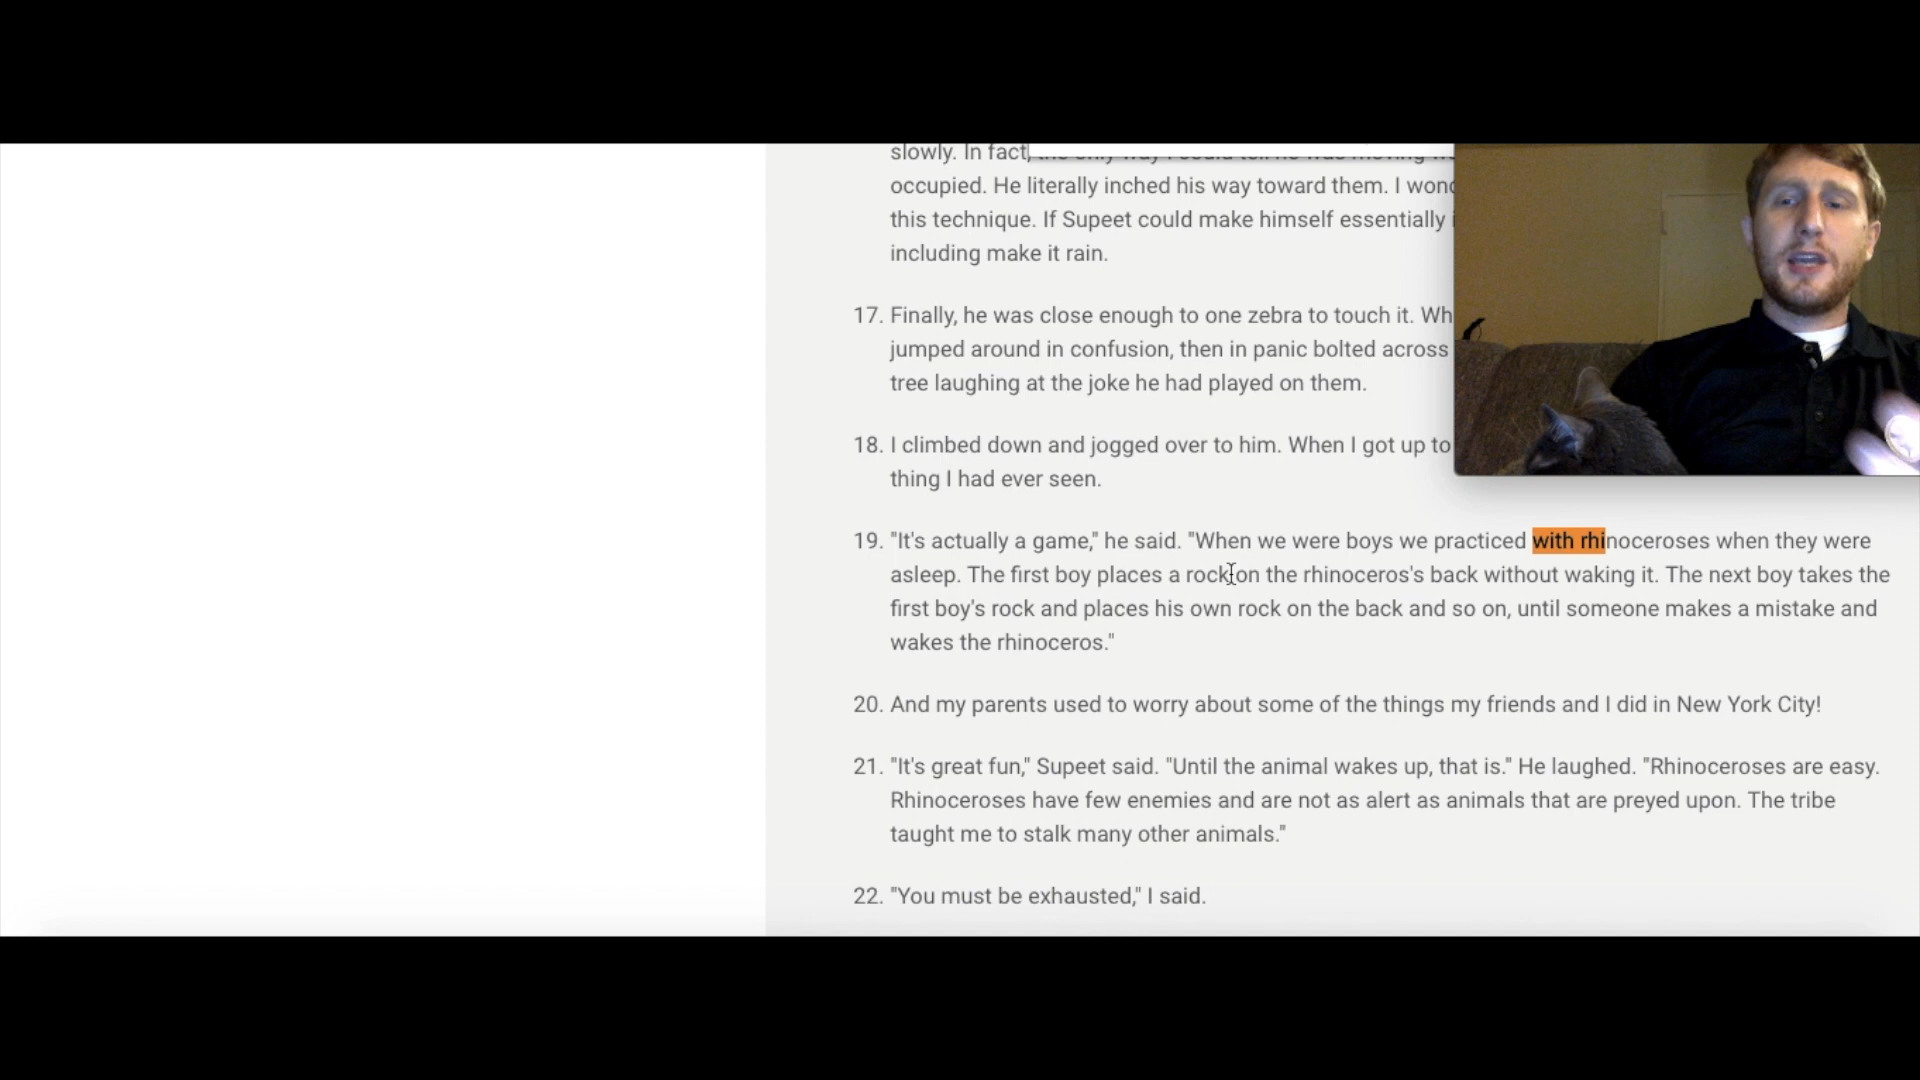 slowly. In fact,
occupied. He literally inched his way toward them. I
this technique. If Supeet could make himself essentially
including make it rain.
17. Finally, he was close enough to one zebra to touch it.
jumped around in confusion, then in panic bolted across
tree laughing at the joke he had played on them.
18. I climbed down and jogged over to him. When I got up to
thing I had ever seen.
19. "It's actually a game," he said. "When we were boys we practiced with rhinoceroses when they were
asleep. The first boy places a rock on the rhinoceros's back without waking it. The next boy takes the
first boy's rock and places his own rock on the back and so on, until someone makes a mistake and
wakes the rhinoceros."
20. And my parents used to worry about some of the things my friends and I did in New York City!
21. "It's great fun," Supeet said. "Until the animal wakes up, that is." He laughed. "Rhinoceroses are easy.
Rhinoceroses have few enemies and are not as alert as animals that are preyed upon. The tribe
taught me to stalk many other animals."
22. "You must be exhausted," I said.